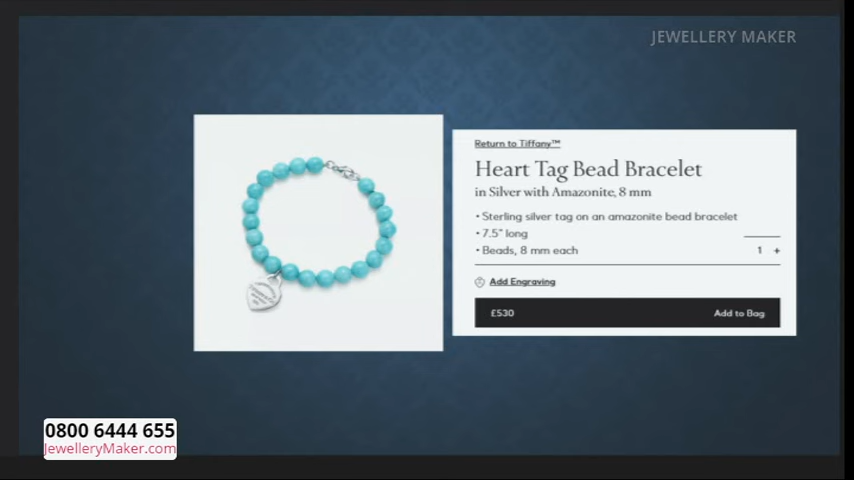 JEWELLERY MAKER
Return to Tiffany™
Heart Tag Bead Bracelet
in Silver with Amazonite, 8 mm
• Sterling silver tag on an amazonite bead bracelet
• 7.5" long
• Beads, 8 mm each
1 +
Add Engraving
£530 Add to Bag
0800 6444 655
JewelleryMaker.com